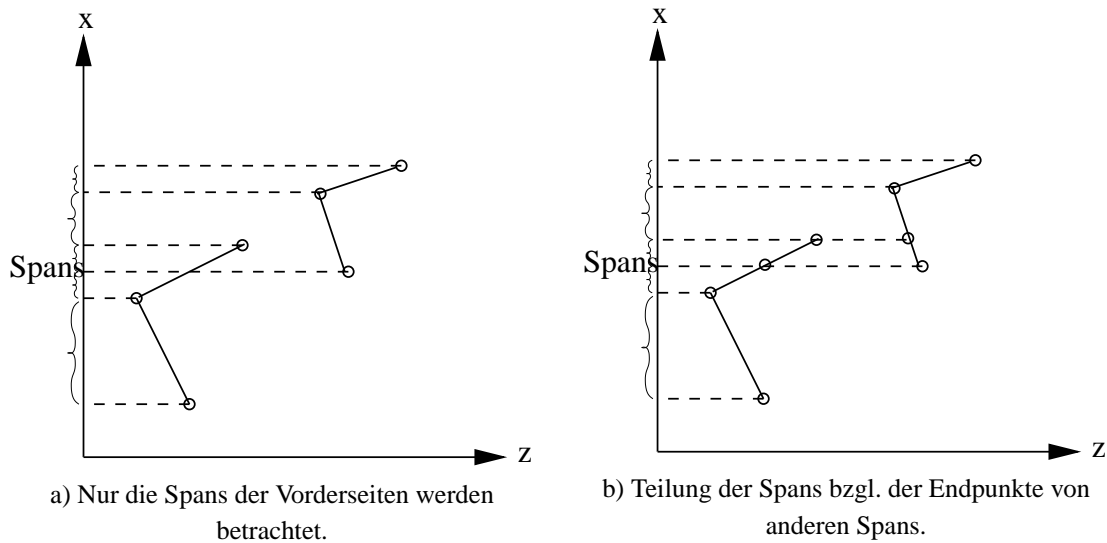 x
Spans
z
a) Nur die Spans der Vorderseiten werden
betrachtet.
x
Spans
z
b) Teilung der Spans bzgl. der Endpunkte von
anderen Spans.